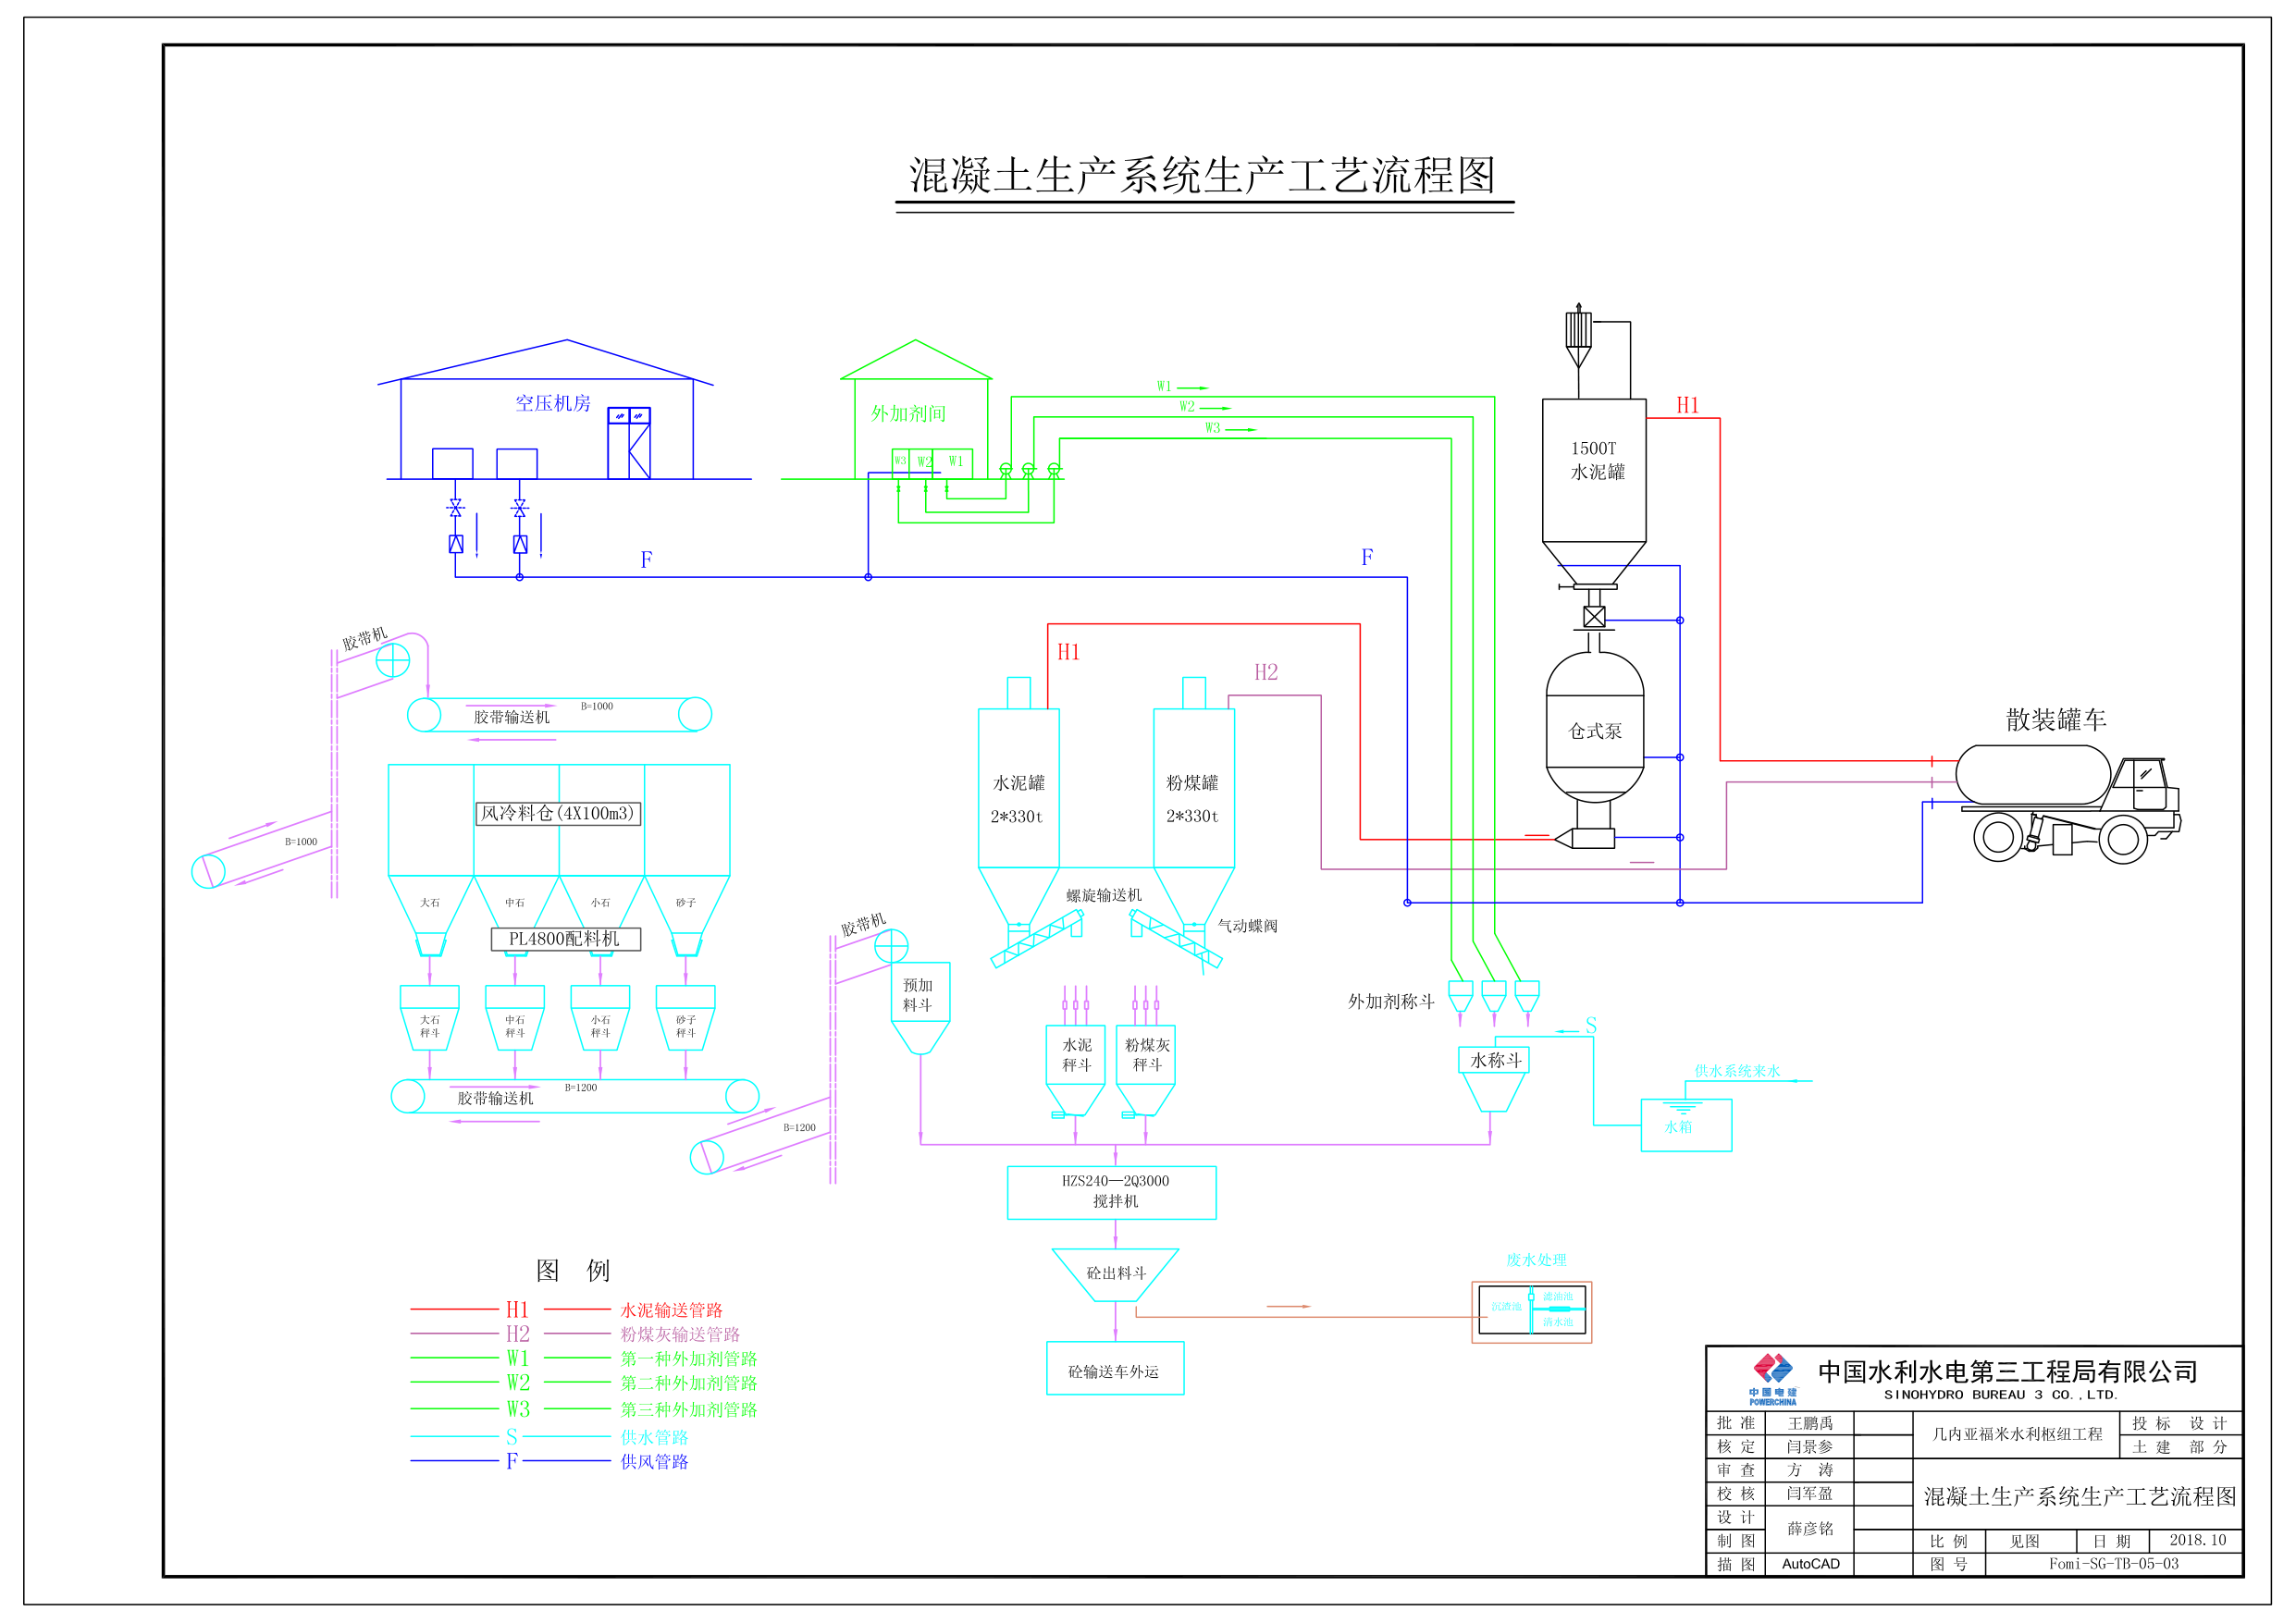 混凝土生产系统生产工艺流程图
空压机房
外加剂间
W3 W2 W1
W1
W2
W3
H1
1500T
水泥罐
F
F
胶带机
B=1000
胶带输送机
H1
H2
仓式泵
散装罐车
水泥罐
2*330t
粉煤罐
2*330t
风冷料仓(4X100m3)
B=1000
大石 中石 小石 砂子
PL4800配料机
螺旋输送机
气动蝶阀
胶带机
预加
料斗
外加剂称斗
大石
秤斗
中石
秤斗
小石
秤斗
砂子
秤斗
水泥
秤斗
粉煤灰
秤斗
S
水称斗
供水系统来水
水箱
B=1200
胶带输送机
B=1200
HZS240—2Q3000
搅拌机
砼出料斗
废水处理
沉渣池
滤油池
清水池
砼输送车外运
图 例
H1 水泥输送管路
H2 粉煤灰输送管路
W1 第一种外加剂管路
W2 第二种外加剂管路
W3 第三种外加剂管路
S 供水管路
F 供风管路
中国电建
POWERCHINA
中国水利水电第三工程局有限公司
SINOHYDRO BUREAU 3 CO.,LTD.
批 准 王鹏禹 几内亚福米水利枢纽工程 投 标 设 计
核 定 闫景参 土 建 部 分
审 查 方 涛
校 核 闫军盈 混凝土生产系统生产工艺流程图
设 计 薛彦铭
制 图 比 例 见图 日 期 2018.10
描 图 AutoCAD 图 号 Fomi-SG-TB-05-03